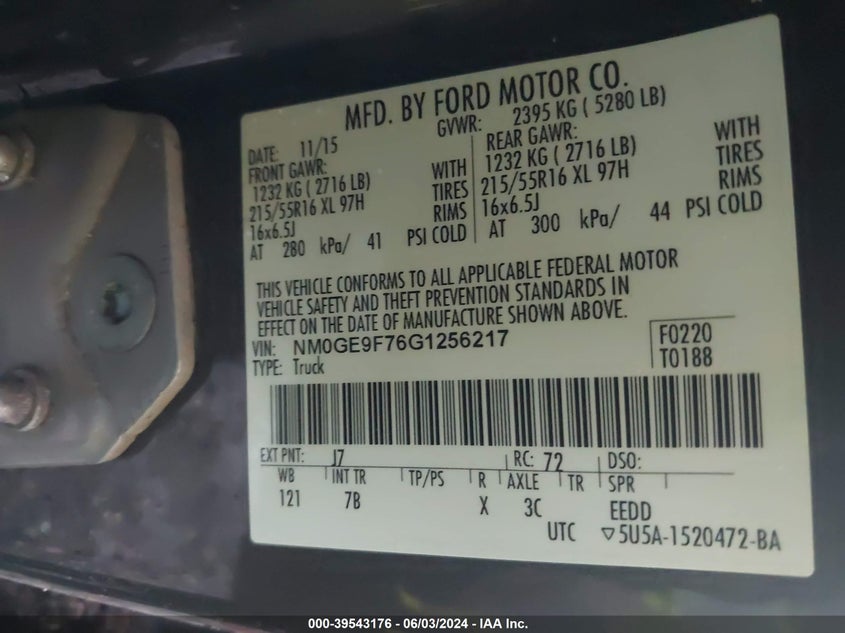 MFD. BY FORD MOTOR CO.
DATE: 11/15 GVWR: 2395 KG ( 5280 LB)
FRONT GAWR: REAR GAWR:
1232 KG ( 2716 LB) WITH 1232 KG ( 2716 LB) WITH
215/55R16 XL 97H TIRES 215/55R16 XL 97H TIRES
16x6.5J RIMS 16x6.5J RIMS
AT 280 kPa/ 41 PSI COLD AT 300 kPa/ 44 PSI COLD
THIS VEHICLE CONFORMS TO ALL APPLICABLE FEDERAL MOTOR
VEHICLE SAFETY AND THEFT PREVENTION STANDARDS IN
EFFECT ON THE DATE OF MANUFACTURE SHOWN ABOVE.
VIN: NM0GE9F76G1256217 F0220
TYPE: Truck T0188
EXT PNT: J7 RC: 72 DSO:
WB INT TR TP/PS R AXLE TR SPR
121 7B X 3C EEDD
UTC ▽5U5A-1520472-BA
000-39543176 - 06/03/2024 - IAA Inc.